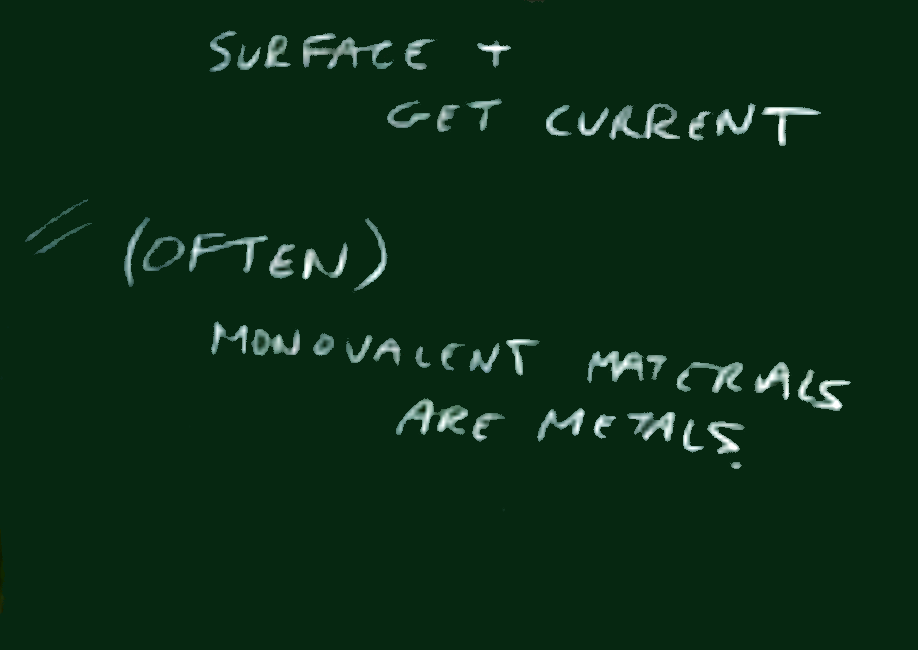 SURFACE +
GET CURRENT
(OFTEN)
MONOVALENT MATERIALS
ARE METALS.